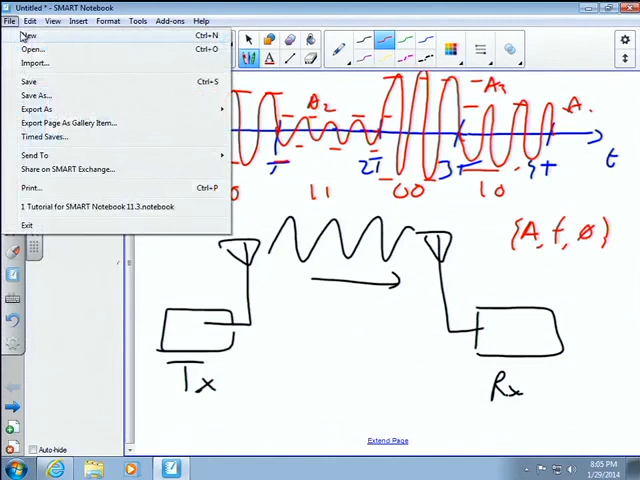 Untitled * - SMART Notebook
File Edit View Insert Format Tools Add-ons Help
New Ctrl+N
Open... Ctrl+O
Import...
Save Ctrl+S
Save As...
Export As
Export Page As Gallery Item...
Timed Saves...
Send To
Share on SMART Exchange...
Print... Ctrl+P
1 Tutorial for SMART Notebook 11.3.notebook
Exit
A2
T 2T 3T t
11 00 10
{A, f, ø}
Tx
Rx
Extend Page
Auto-hide
8:05 PM
1/29/2014